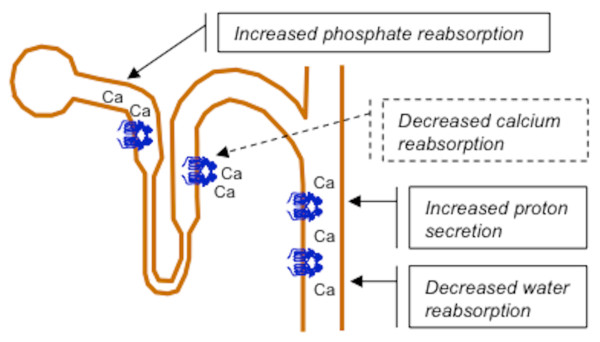 Increased phosphate reabsorption
Ca
Ca
Decreased calcium
reabsorption
Ca
Ca
Ca
Increased proton
secretion
Ca
Decreased water
reabsorption
Ca